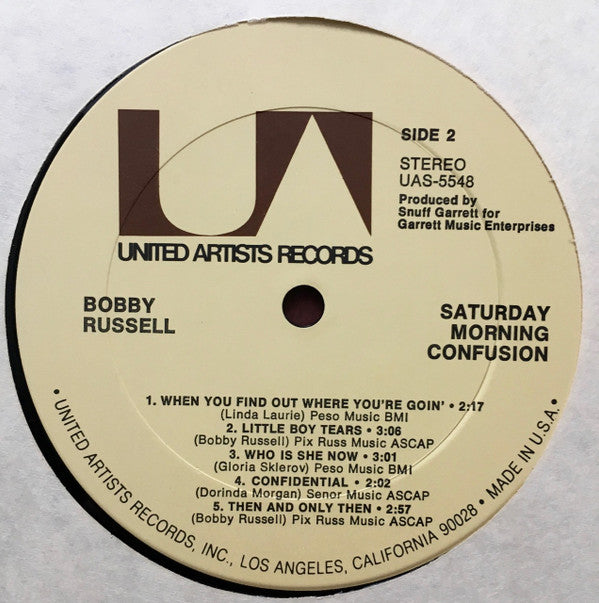 UA
SIDE 2
STEREO
UAS-5548
Produced by
Snuff Garrett for
Garrett Music Enterprises
UNITED ARTISTS RECORDS
BOBBY
RUSSELL
SATURDAY
MORNING
CONFUSION
1. WHEN YOU FIND OUT WHERE YOU'RE GOIN' • 2:17
(Linda Laurie) Peso Music BMI
2. LITTLE BOY TEARS • 3:06
(Bobby Russell) Pix Russ Music ASCAP
3. WHO IS SHE NOW • 3:01
(Gloria Sklerov) Peso Music BMI
4. CONFIDENTIAL • 2:02
(Dorinda Morgan) Senor Music ASCAP
5. THEN AND ONLY THEN • 2:57
(Bobby Russell) Pix Russ Music ASCAP
• UNITED ARTISTS RECORDS, INC., LOS ANGELES, CALIFORNIA 90028 • MADE IN U.S.A. •